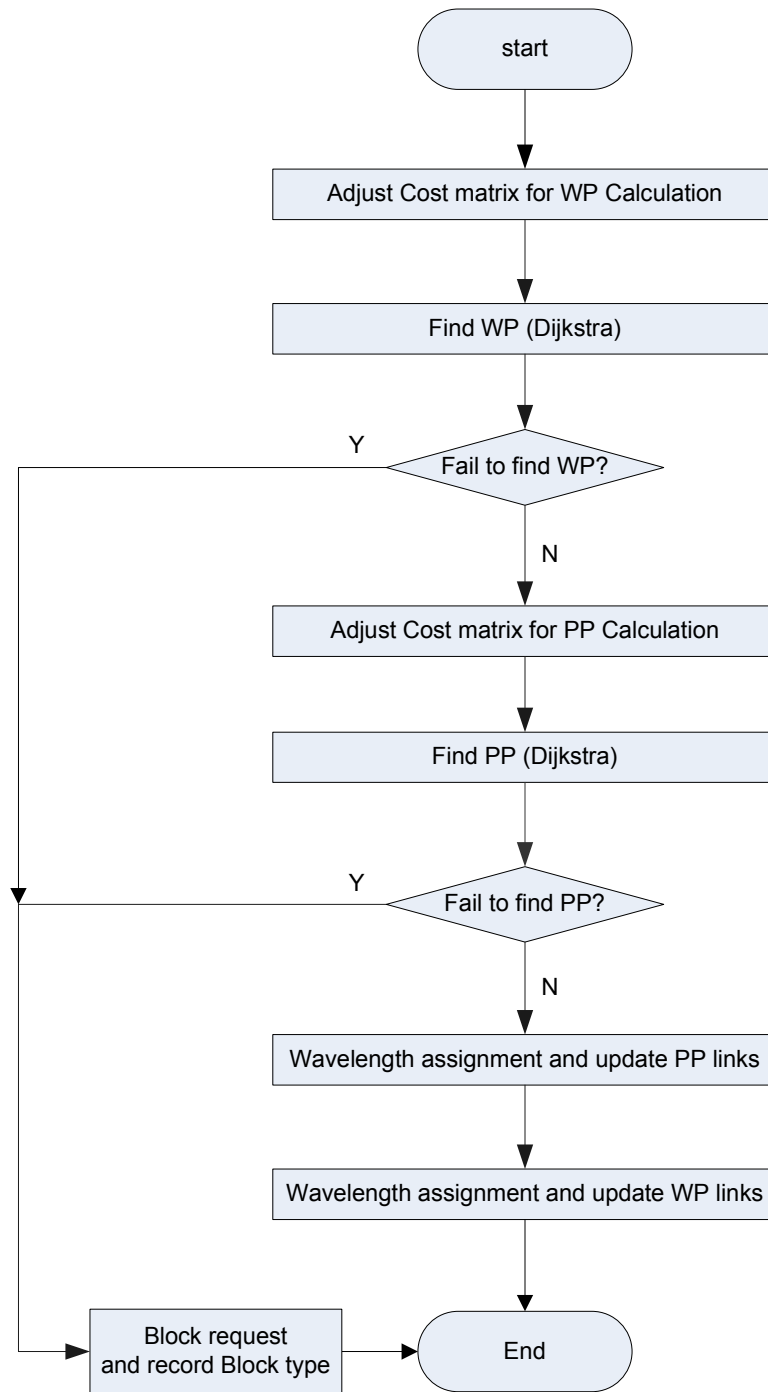 start
Adjust Cost matrix for WP Calculation
Find WP (Dijkstra)
Y
Fail to find WP?
N
Adjust Cost matrix for PP Calculation
Find PP (Dijkstra)
Y
Fail to find PP?
N
Wavelength assignment and update PP links
Wavelength assignment and update WP links
Block request
and record Block type
End